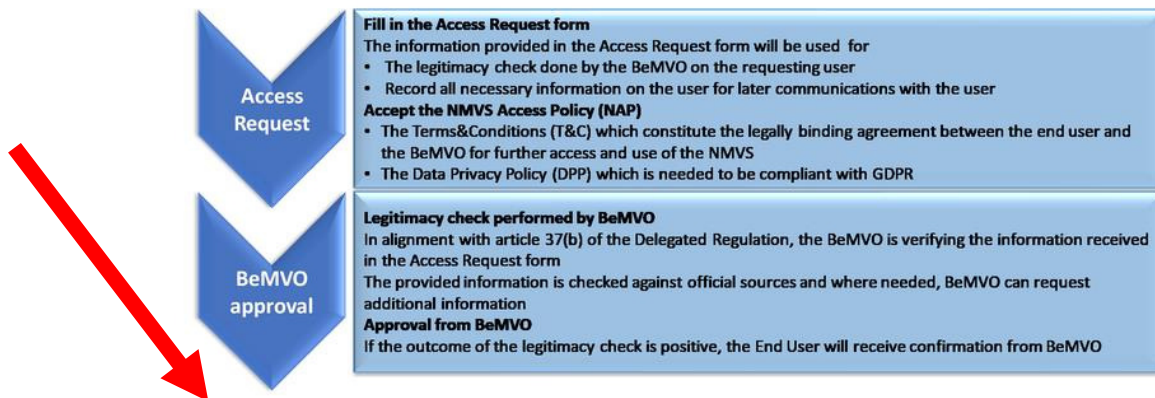 Access
Request
Fill in the Access Request form
The information provided in the Access Request form will be used for
• The legitimacy check done by the BeMVO on the requesting user
• Record all necessary information on the user for later communications with the user
Accept the NMVS Access Policy (NAP)
• The Terms&Conditions (T&C) which constitute the legally binding agreement between the end user and
the BeMVO for further access and use of the NMVS
• The Data Privacy Policy (DPP) which is needed to be compliant with GDPR
BeMVO
approval
Legitimacy check performed by BeMVO
In alignment with article 37(b) of the Delegated Regulation, the BeMVO is verifying the information received
in the Access Request form
The provided information is checked against official sources and where needed, BeMVO can request
additional information
Approval from BeMVO
If the outcome of the legitimacy check is positive, the End User will receive confirmation from BeMVO